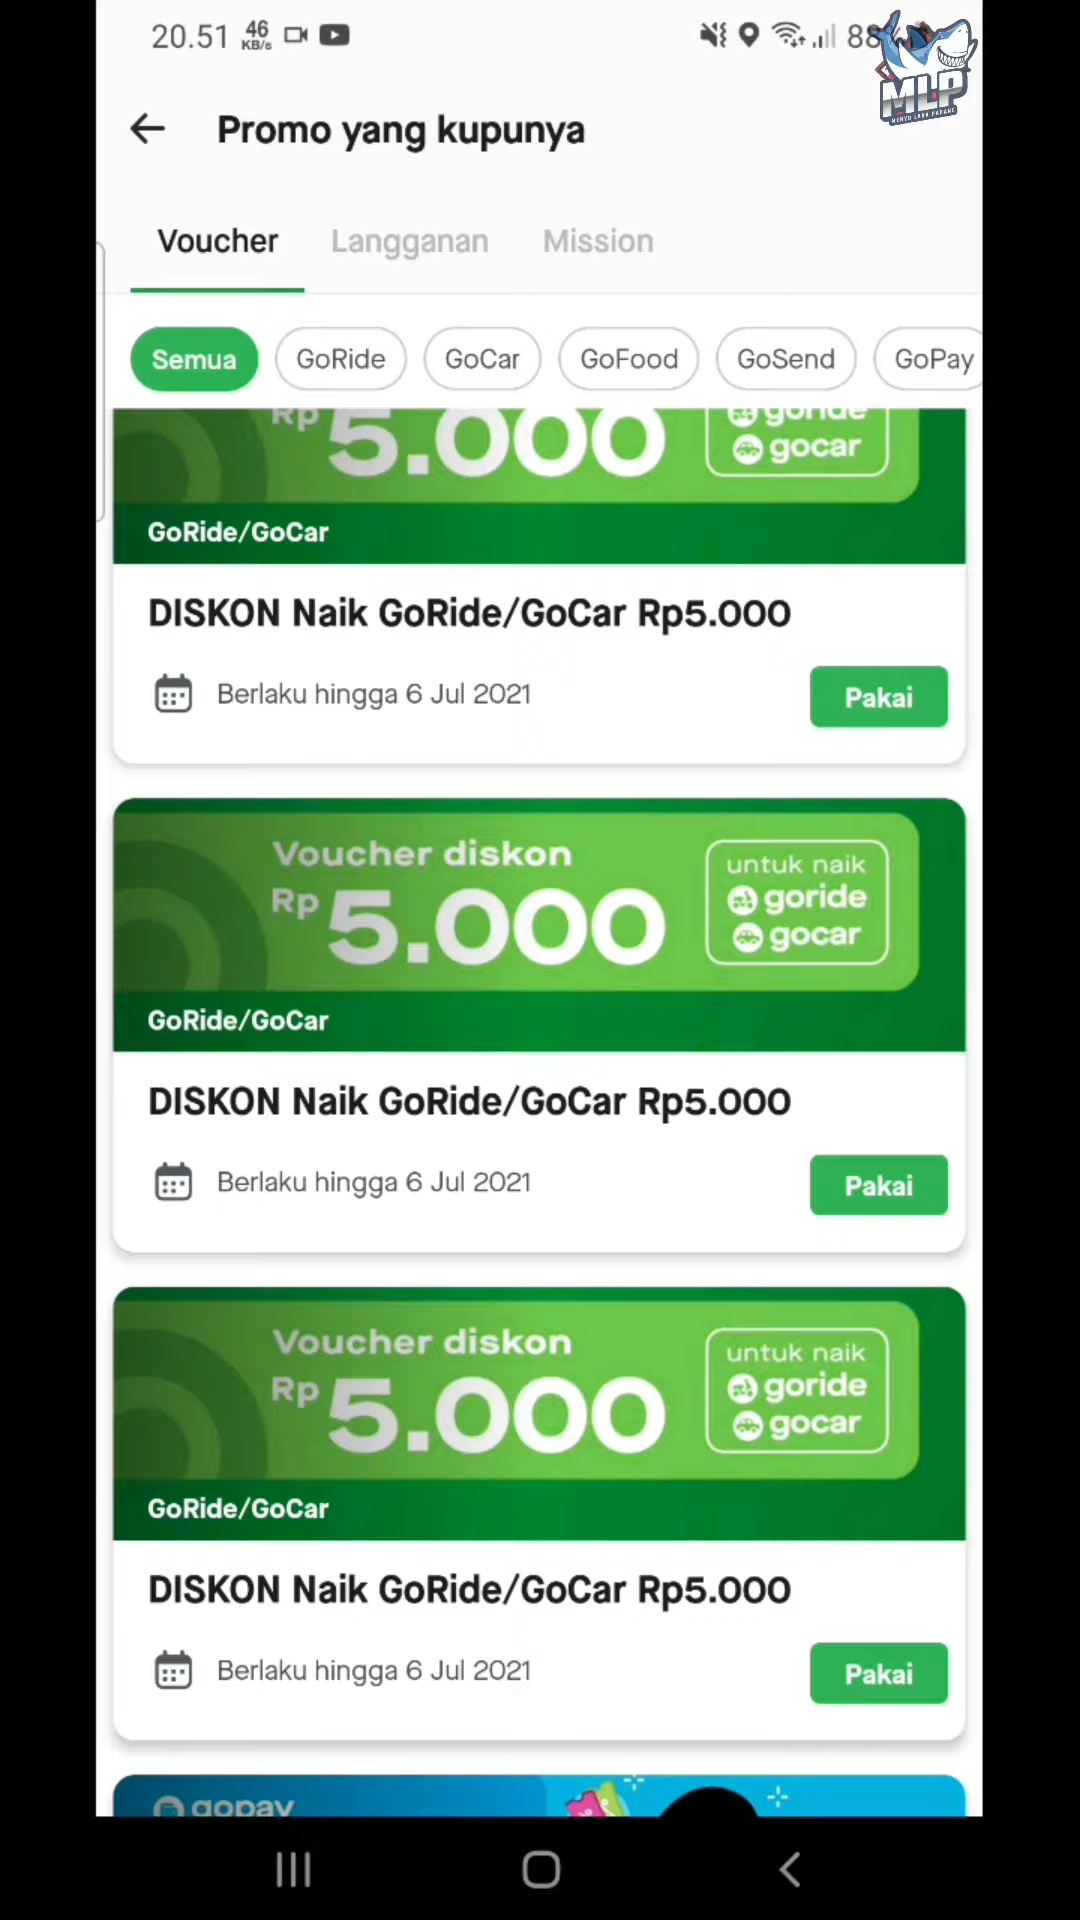 20.51 46 KB/s 88
MLP
Promo yang kupunya
Voucher Langganan Mission
Semua GoRide GoCar GoFood GoSend GoPay
Rp 5.000 goride
gocar
GoRide/GoCar
DISKON Naik GoRide/GoCar Rp5.000
Berlaku hingga 6 Jul 2021 Pakai
Voucher diskon
Rp 5.000
untuk naik
goride
gocar
GoRide/GoCar
DISKON Naik GoRide/GoCar Rp5.000
Berlaku hingga 6 Jul 2021 Pakai
Voucher diskon
Rp 5.000
untuk naik
goride
gocar
GoRide/GoCar
DISKON Naik GoRide/GoCar Rp5.000
Berlaku hingga 6 Jul 2021 Pakai
gopay